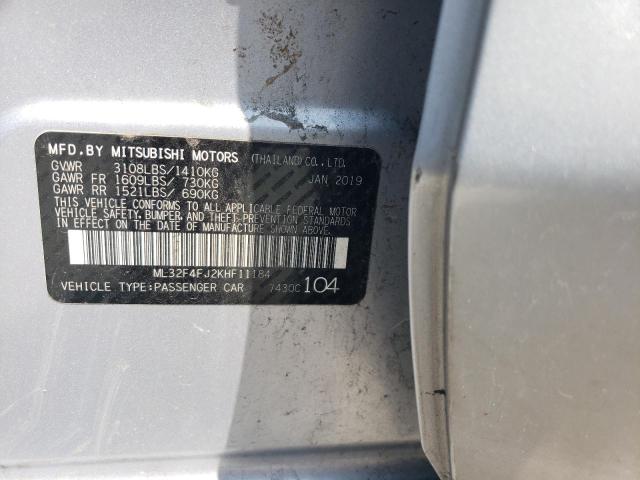 MFD.BY MITSUBISHI MOTORS (THAILAND) CO.,LTD.
GVWR 3108LBS/1410KG JAN 2019
GAWR FR 1609LBS/ 730KG
GAWR RR 1521LBS/ 690KG
THIS VEHICLE CONFORMS TO ALL APPLICABLE FEDERAL MOTOR
VEHICLE SAFETY, BUMPER, AND THEFT-PREVENTION STANDARDS
IN EFFECT ON THE DATE OF MANUFACTURE SHOWN ABOVE.
ML32F4FJ2KHF11184
VEHICLE TYPE:PASSENGER CAR 7430C 104